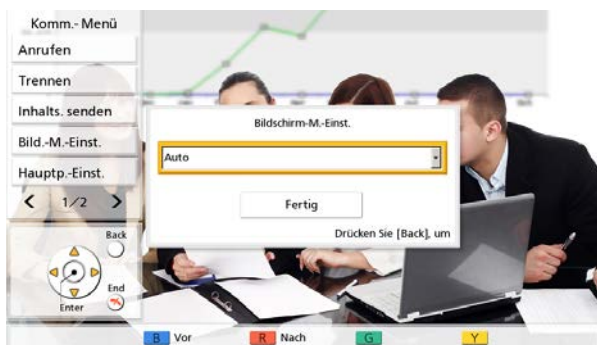 Komm.- Menü
Anrufen
Trennen
Inhalts. senden
Bild.-M.-Einst.
Hauptp.-Einst.
1/2
Back
End
Enter
Bildschirm-M.-Einst.
Auto
Fertig
Drücken Sie [Back], um
B Vor
R Nach
G
Y